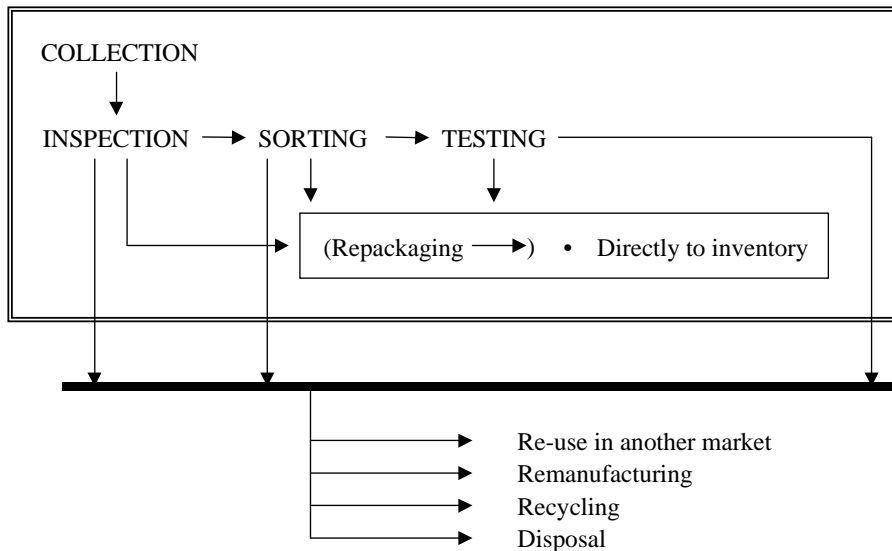 COLLECTION
INSPECTION SORTING TESTING
(Repackaging ) • Directly to inventory
Re-use in another market
Remanufacturing
Recycling
Disposal